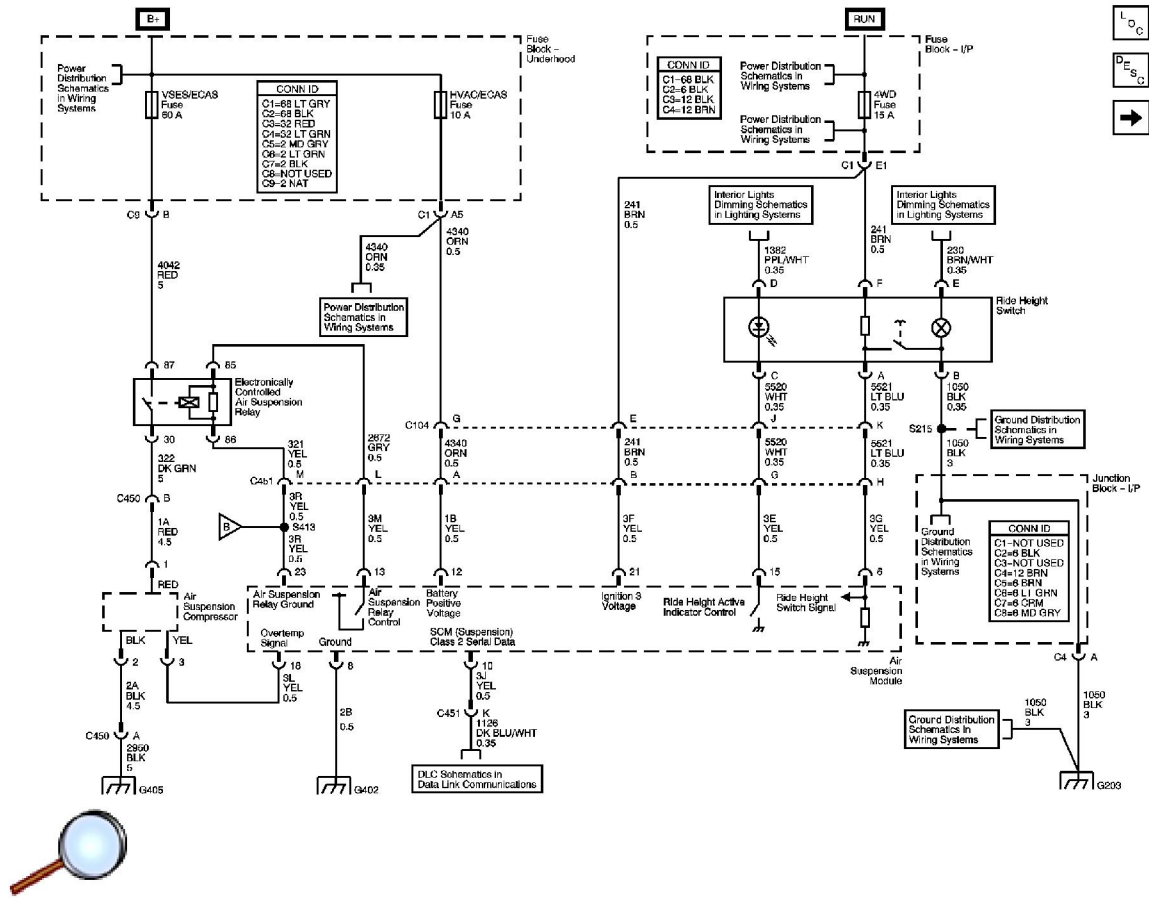 B+
RUN
L O C
D E S C
Fuse
Block –
Underhood
Power
Distribution
Schematics
in Wiring
Systems
VSES/ECAS
Fuse
60 A
CONN ID
C1=68 LT GRY
C2=68 BLK
C3=32 RED
C4=32 LT GRN
C5=2 MD GRY
C6=2 LT GRN
C7=2 BLK
C8=NOT USED
C9–2 NAT
HVAC/ECAS
Fuse
10 A
C9 B
C1 A5
Fuse
Block – I/P
CONN ID
C1–68 BLK
C2=6 BLK
C3=12 BLK
C4=12 BRN
Power Distribution
Schematics in
Wiring Systems
4WD
Fuse
15 A
Power Distribution
Schematics in
Wiring Systems
C1 E1
4042
RED
5
4340
ORN
0.35
4340
ORN
0.5
Power Distribution
Schematics in
Wiring Systems
241
BRN
0.5
Interior Lights
Dimming Schematics
in Lighting Systems
241
BRN
0.5
Interior Lights
Dimming Schematics
in Lighting Systems
1382
PPL/WHT
0.35
230
BRN/WHT
0.35
D
F
E
Ride Height
Switch
C
A
B
87
85
Electronically
Controlled
Air Suspension
Relay
30
86
5520
WHT
0.35
5521
LT BLU
0.35
1050
BLK
0.35
C104 G
E
J
K
S215
Ground Distribution
Schematics in
Wiring Systems
322
DK GRN
5
321
YEL
0.5
2672
GRY
0.5
4340
ORN
0.5
241
BRN
0.5
5520
WHT
0.35
5521
LT BLU
0.35
1050
BLK
3
C451 M
L
A
B
G
H
Junction
Block – I/P
C450 B
1A
RED
4.5
B
3R
YEL
0.5
S413
3R
YEL
0.5
3M
YEL
0.5
1B
YEL
0.5
3F
YEL
0.5
3E
YEL
0.5
3G
YEL
0.5
Ground
Distribution
Schematics
in Wiring
Systems
CONN ID
C1–NOT USED
C2=6 BLK
C3–NOT USED
C4=12 BRN
C5=6 BRN
C6=6 LT GRN
C7=6 CRM
C8=6 MD GRY
1
RED
23
13
12
21
15
6
Air
Suspension
Compressor
Air Suspension
Relay Ground
Air
Suspension
Relay
Control
Battery
Positive
Voltage
Ignition 3
Voltage
Ride Height Active
Indicator Control
Ride Height
Switch Signal
BLK
YEL
Overtemp
Signal
Ground
SCM (Suspension)
Class 2 Serial Data
2
3
18
8
10
Air
Suspension
Module
C4 A
2A
BLK
4.5
3L
YEL
0.5
2B
0.5
3J
YEL
0.5
C451 K
1126
DK BLU/WHT
0.35
C450 A
2950
BLK
5
G405
G402
DLC Schematics in
Data Link Communications
Ground Distribution
Schematics in
Wiring Systems
1050
BLK
3
1050
BLK
3
G203